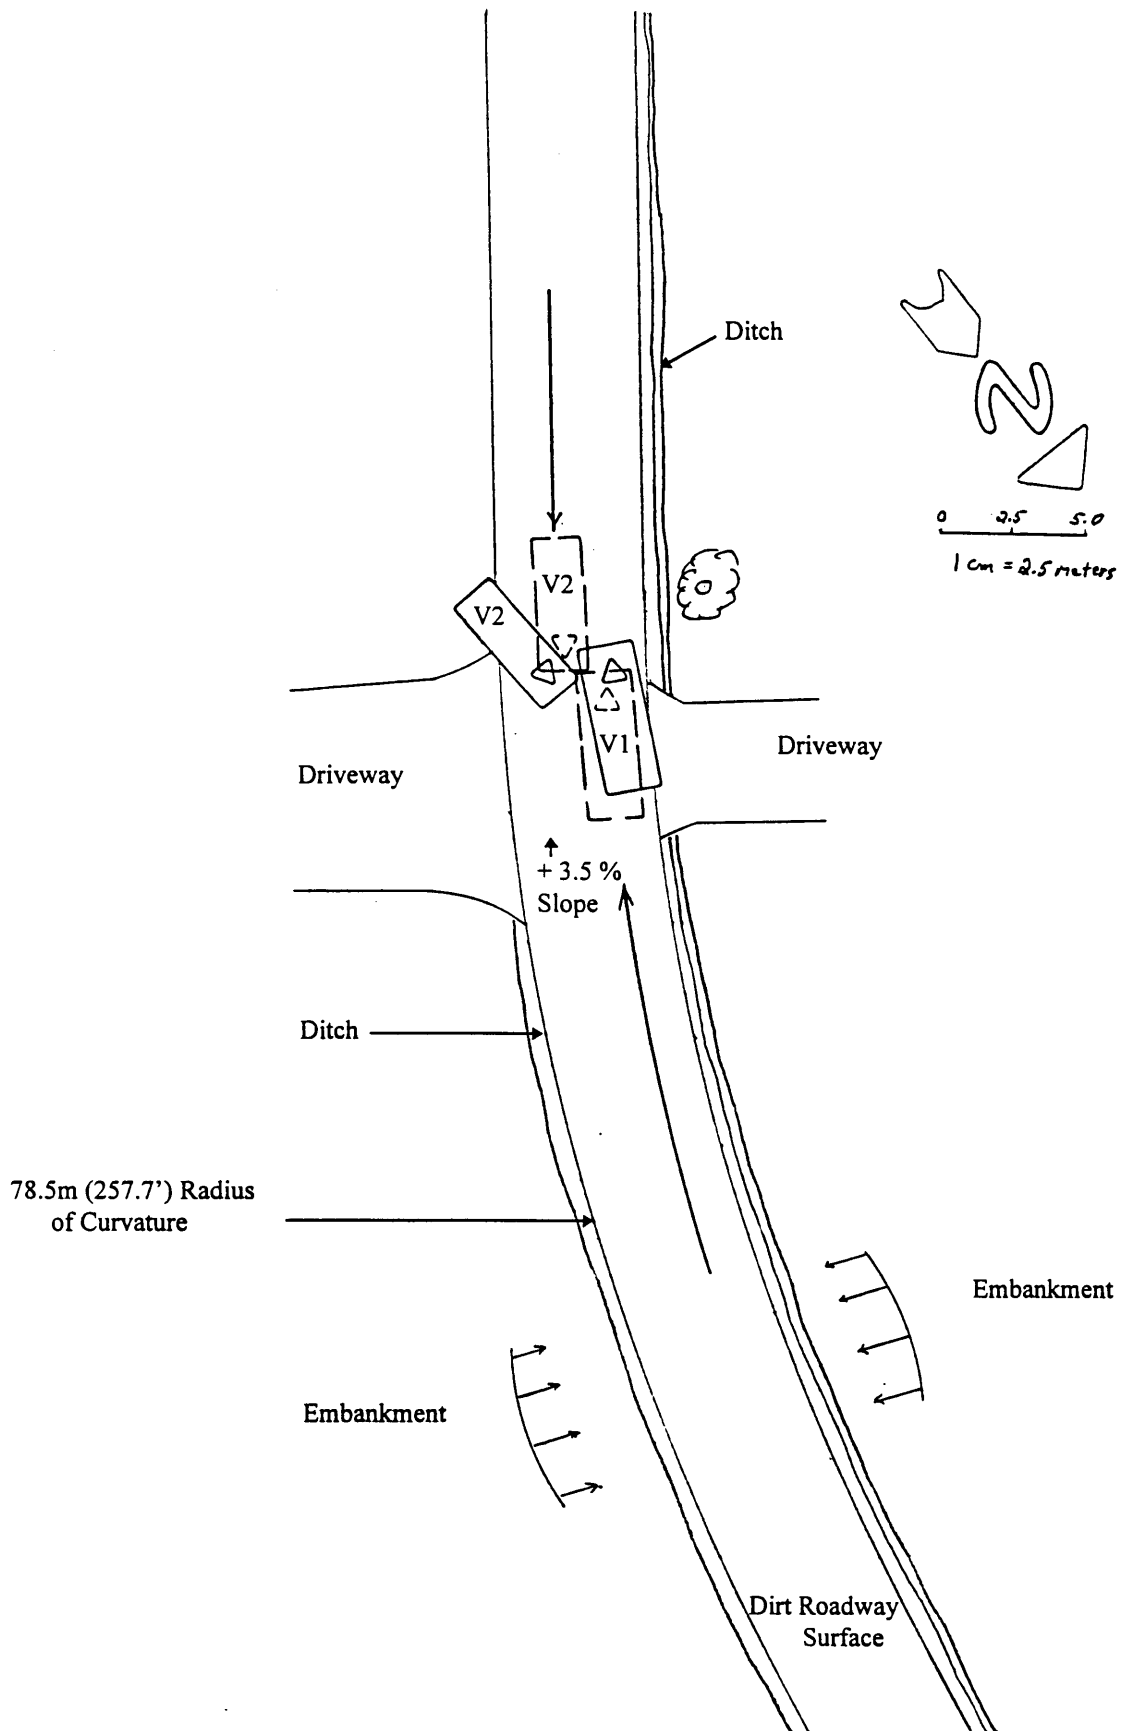 Ditch
N
0 2.5 5.0
1 cm = 2.5 meters
V2
V2
V1
Driveway
Driveway
+ 3.5 %
Slope
Ditch
78.5m (257.7') Radius
of Curvature
Embankment
Embankment
Dirt Roadway
Surface